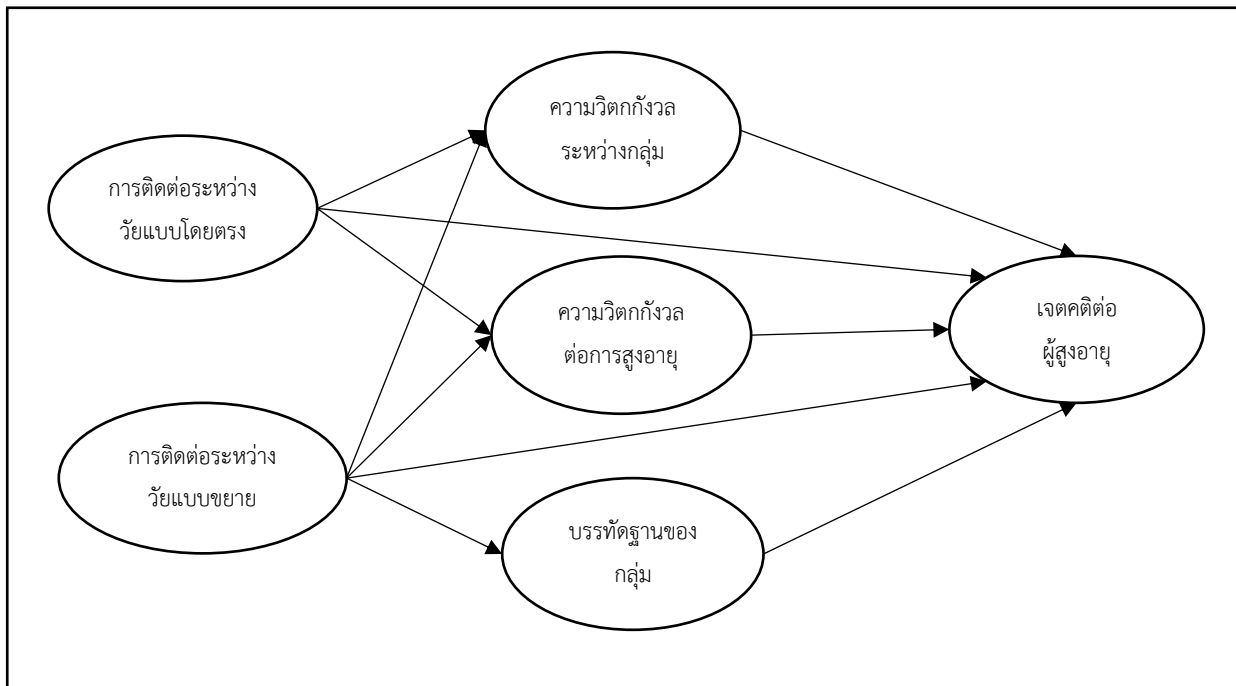 ความวิตกกังวล
ระหว่างกลุ่ม
การติดต่อระหว่าง
วัยแบบโดยตรง
ความวิตกกังวล
ต่อการสูงอายุ
เจตคติต่อ
ผู้สูงอายุ
การติดต่อระหว่าง
วัยแบบขยาย
บรรทัดฐานของ
กลุ่ม